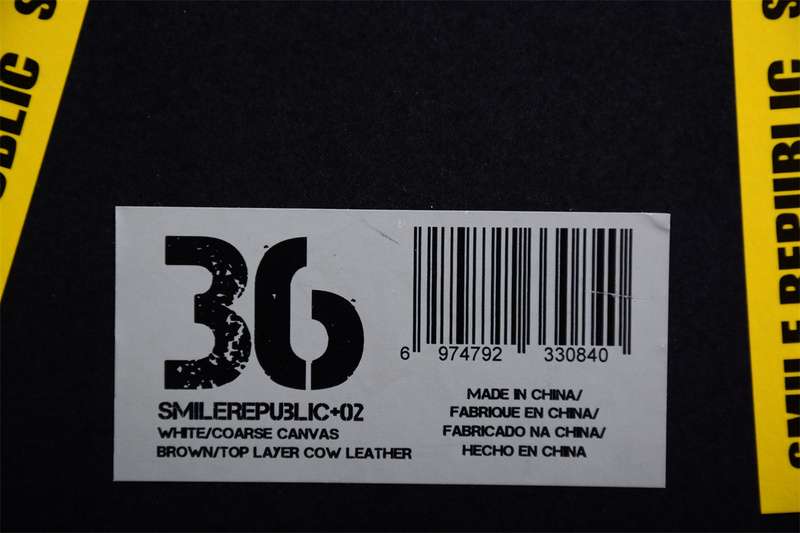 36
SMILEREPUBLIC+02
WHITE/COARSE CANVAS
BROWN/TOP LAYER COW LEATHER
6 974792 330840
MADE IN CHINA/
FABRIQUE EN CHINA/
FABRICADO NA CHINA/
HECHO EN CHINA
SMILE REPUBLIC